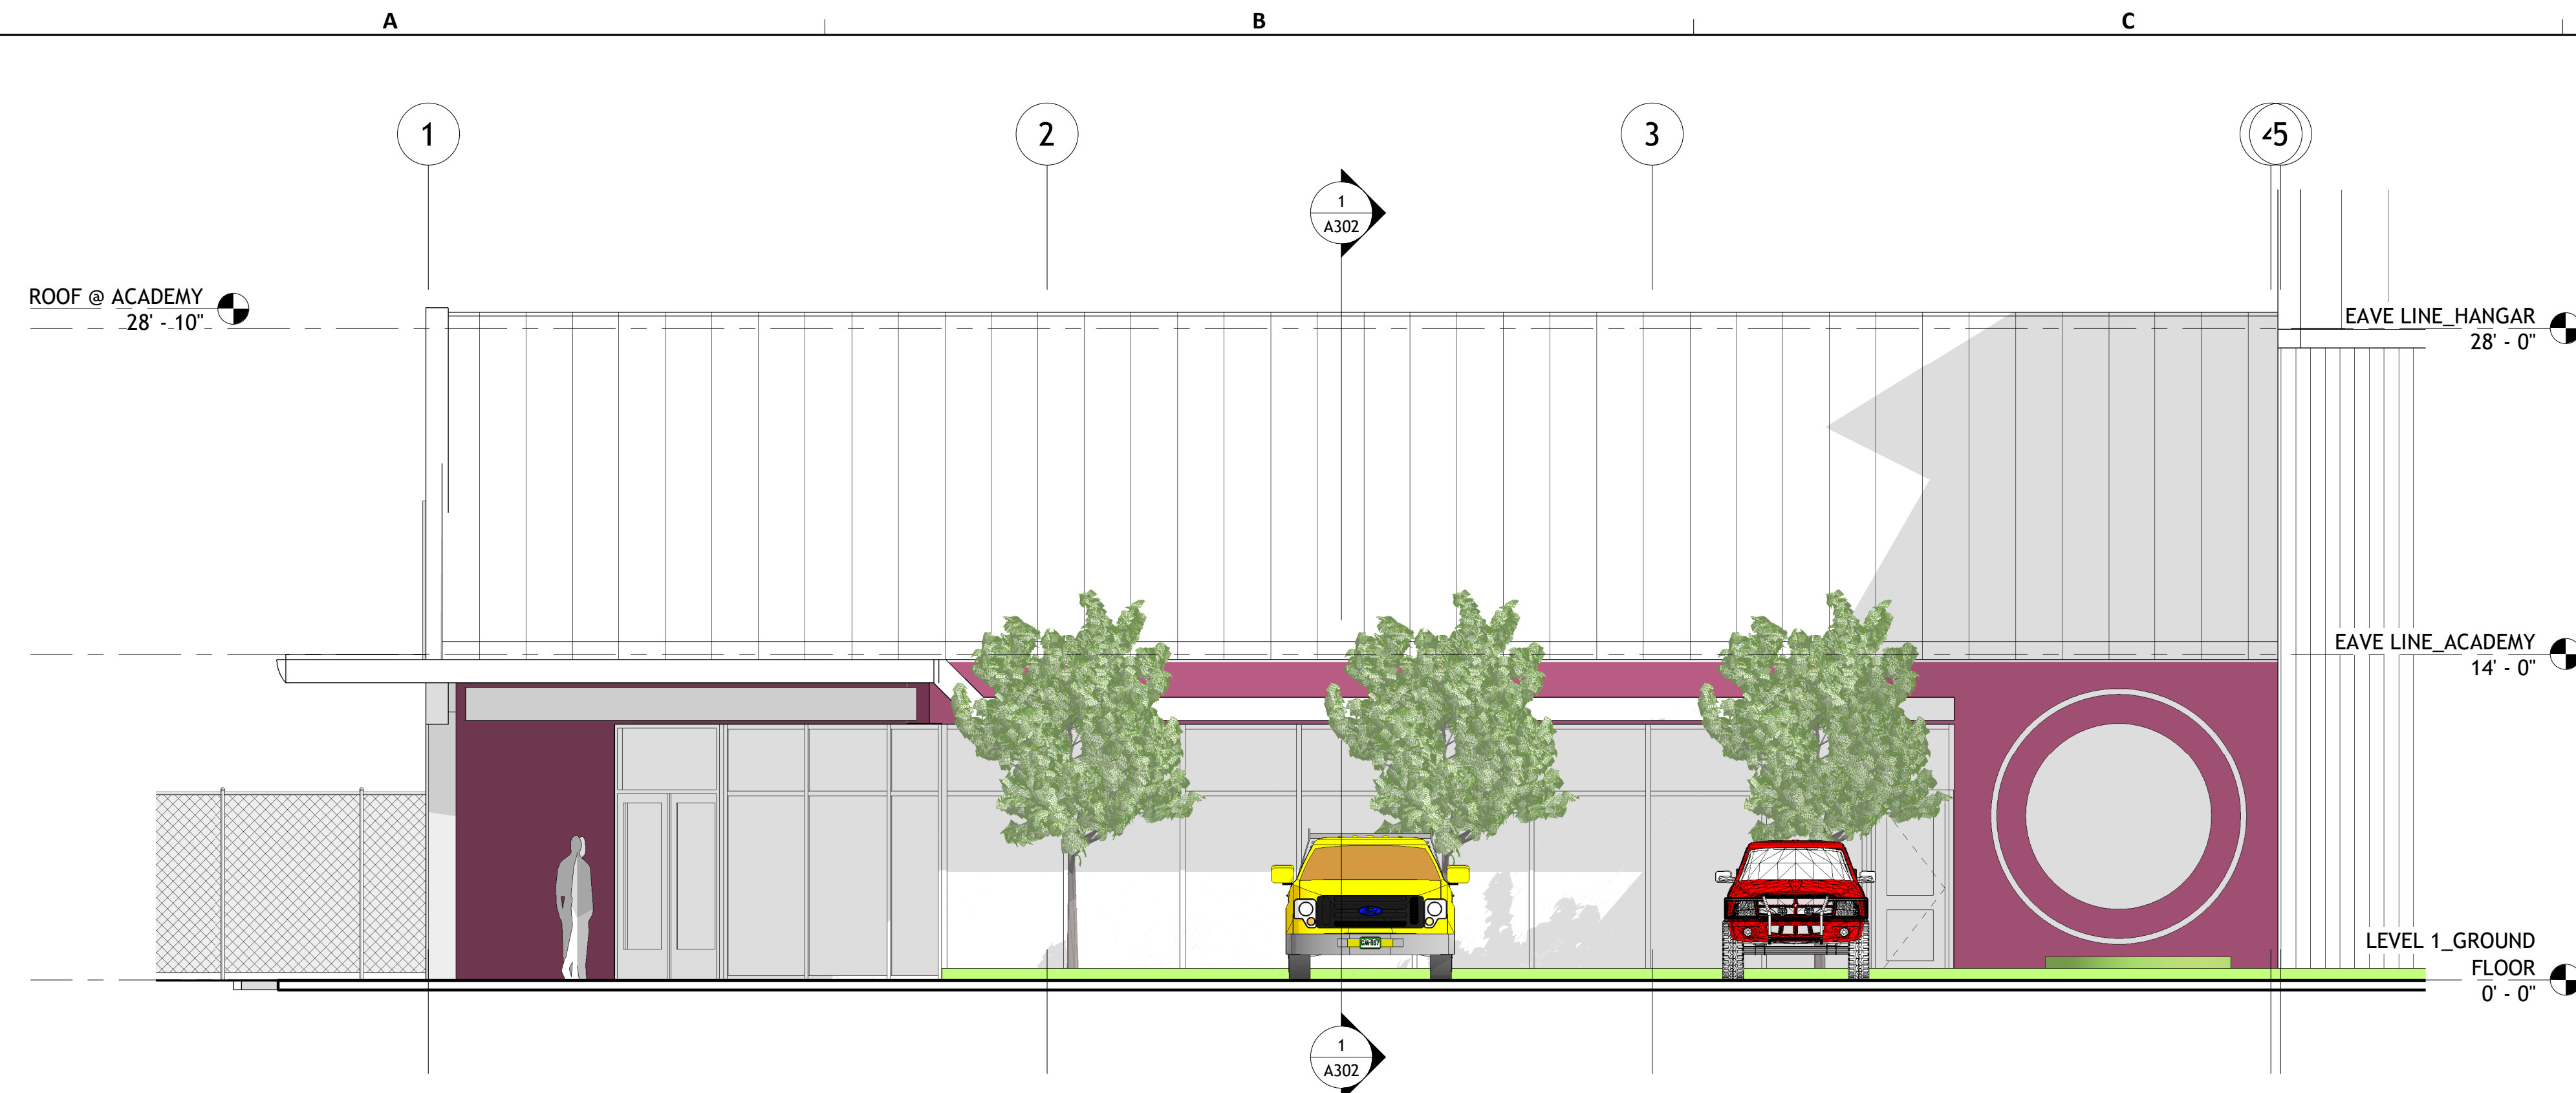 A
B
C
1
2
3
45
1
A302
ROOF @ ACADEMY
28' - 10"
EAVE LINE_HANGAR
28' - 0"
EAVE LINE_ACADEMY
14' - 0"
LEVEL 1_GROUND
FLOOR
0' - 0"
1
A302